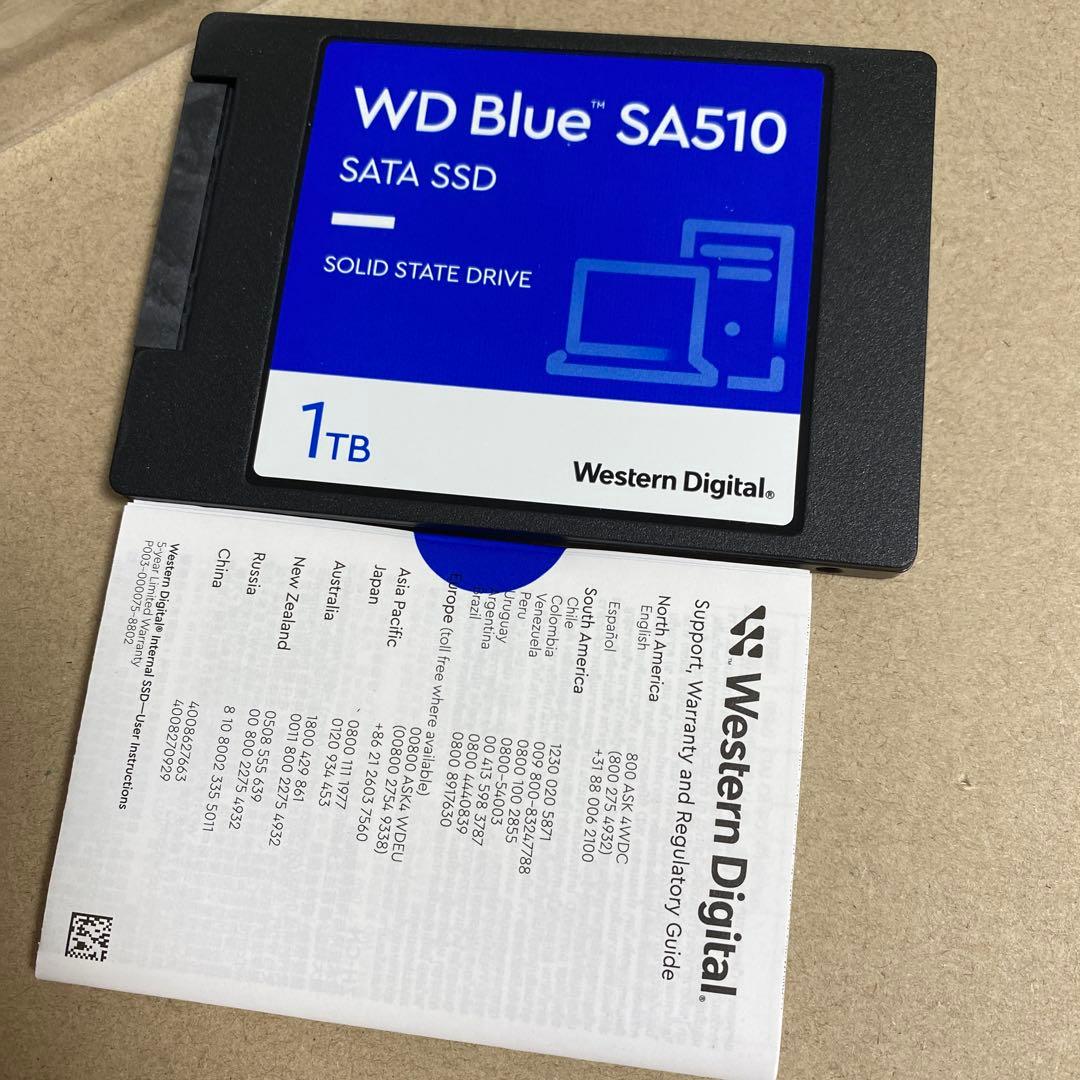 WD Blue™ SA510
SATA SSD
SOLID STATE DRIVE
1TB
Western Digital®
Western Digital®
Support, Warranty and Regulatory Guide
North America
English 800 ASK 4WDC
(800 275 4932)
Español +31 88 006 2100
South America
Chile 1230 020 5871
Colombia 009 800-83247788
Venezuela 0800 100 2855
Peru 0800-54003
Uruguay 00 413 598 3787
Argentina 0800 4440839
Brazil 0800 8917630
Europe (toll free where available)
00800 ASK4 WDEU
(00800 2754 9338)
Asia Pacific +86 21 2603 7560
Japan 0800 111 1977
0120 934 453
Australia 1800 429 861
0011 800 2275 4932
New Zealand 0508 555 639
00 800 2275 4932
Russia 8 10 8002 335 5011
China 4008627663
4008270929
Western Digital® Internal SSD—User Instructions
5-year Limited Warranty
P003-000075-8802